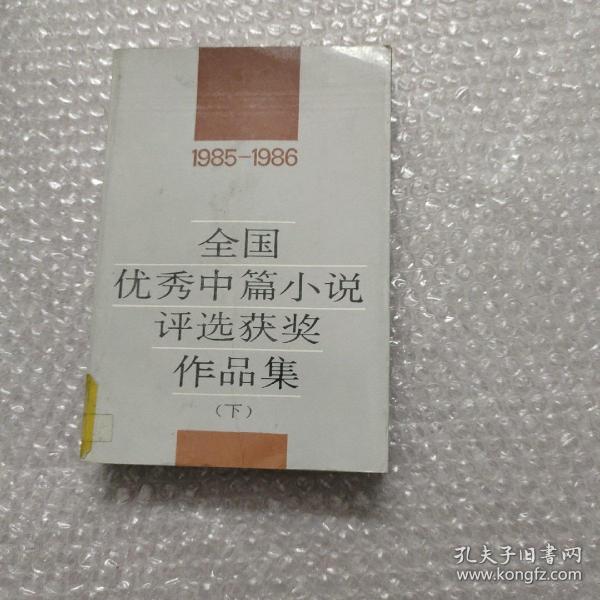 1985-1986
全国
优秀中篇小说
评选获奖
作品集
（下）
孔夫子旧書网
www.kongfz.com